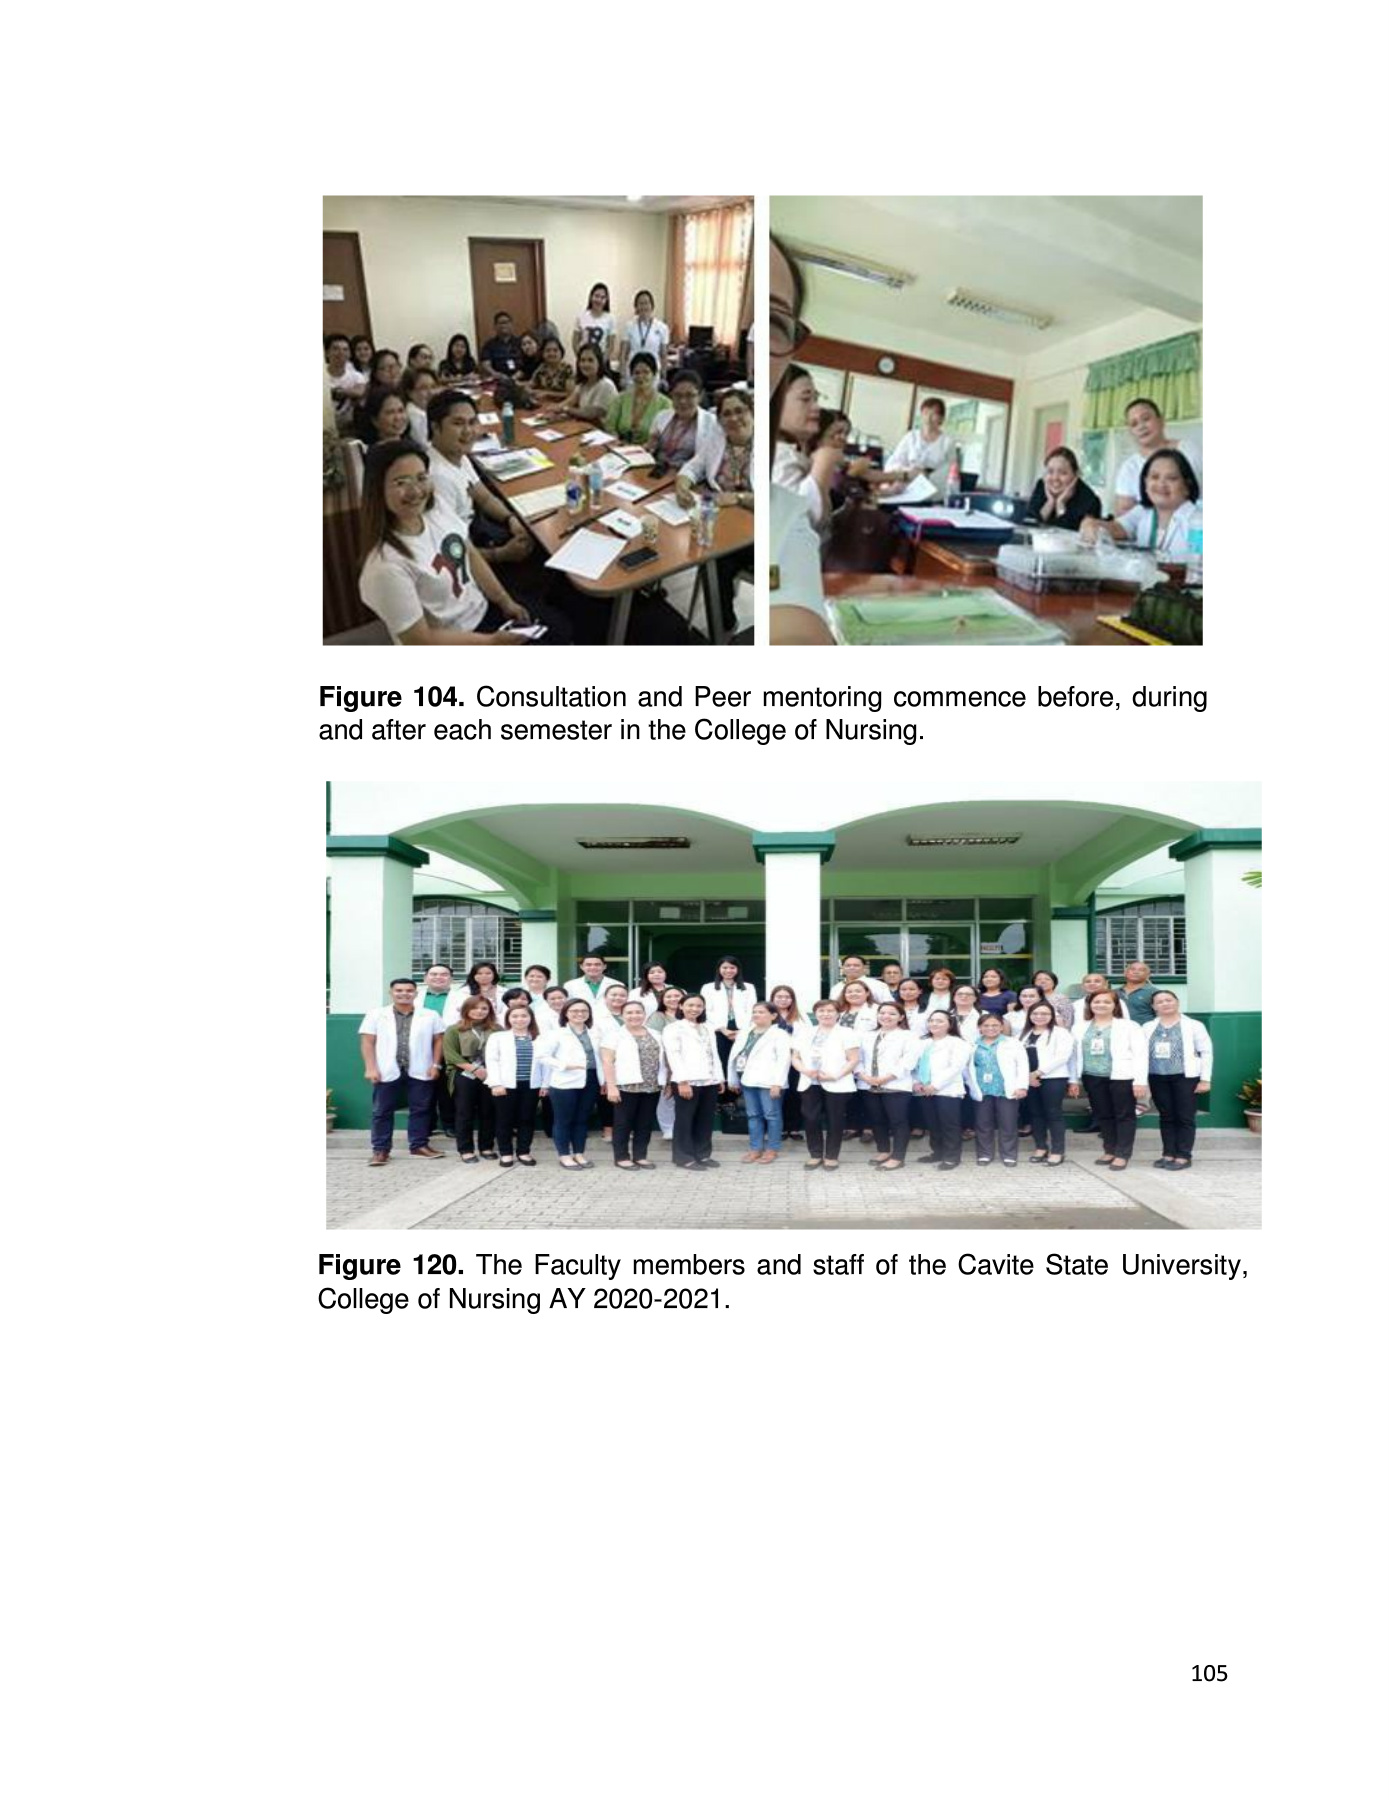 Figure 104. Consultation and Peer mentoring commence before, during
and after each semester in the College of Nursing.
Figure 120. The Faculty members and staff of the Cavite State University,
College of Nursing AY 2020-2021.
105